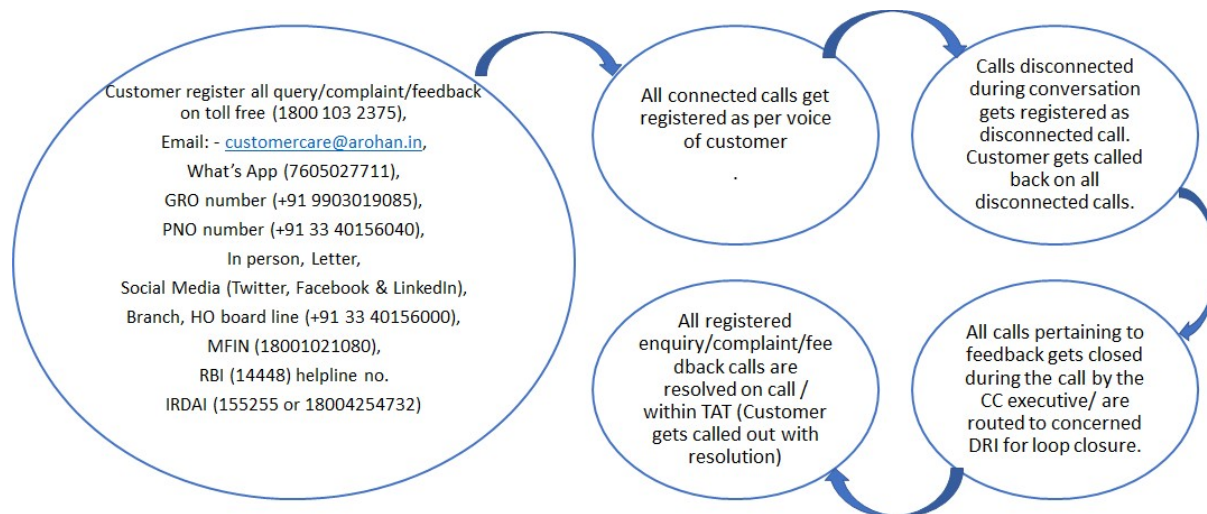 Customer register all query/complaint/feedback
on toll free (1800 103 2375),
Email: - customercare@arohan.in,
What's App (7605027711),
GRO number (+91 9903019085),
PNO number (+91 33 40156040),
In person, Letter,
Social Media (Twitter, Facebook & LinkedIn),
Branch, HO board line (+91 33 40156000),
MFIN (18001021080),
RBI (14448) helpline no.
IRDAI (155255 or 18004254732)
All connected calls get
registered as per voice
of customer
.
Calls disconnected
during conversation
gets registered as
disconnected call.
Customer gets called
back on all
disconnected calls.
All calls pertaining to
feedback gets closed
during the call by the
CC executive/ are
routed to concerned
DRI for loop closure.
All registered
enquiry/complaint/fee
dback calls are
resolved on call /
within TAT (Customer
gets called out with
resolution)